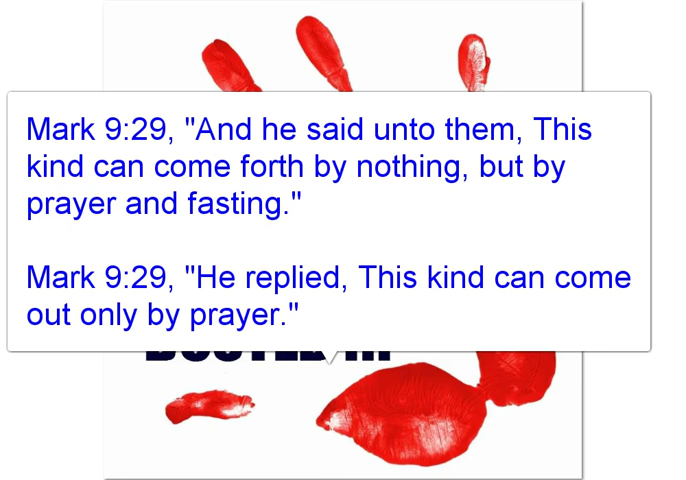 Mark 9:29, "And he said unto them, This
kind can come forth by nothing, but by
prayer and fasting."
Mark 9:29, "He replied, This kind can come
out only by prayer."